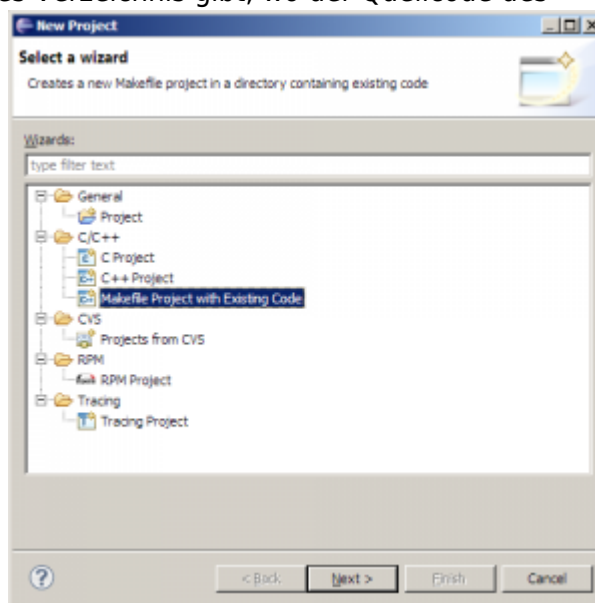 s Verzeichnis gibt, wo der Quellcode des
New Project
Select a wizard
Creates a new Makefile project in a directory containing existing code
Wizards:
type filter text
General
Project
C/C++
C Project
C++ Project
Makefile Project with Existing Code
CVS
Projects from CVS
RPM
RPM Project
Tracing
Tracing Project
< Back Next > Finish Cancel